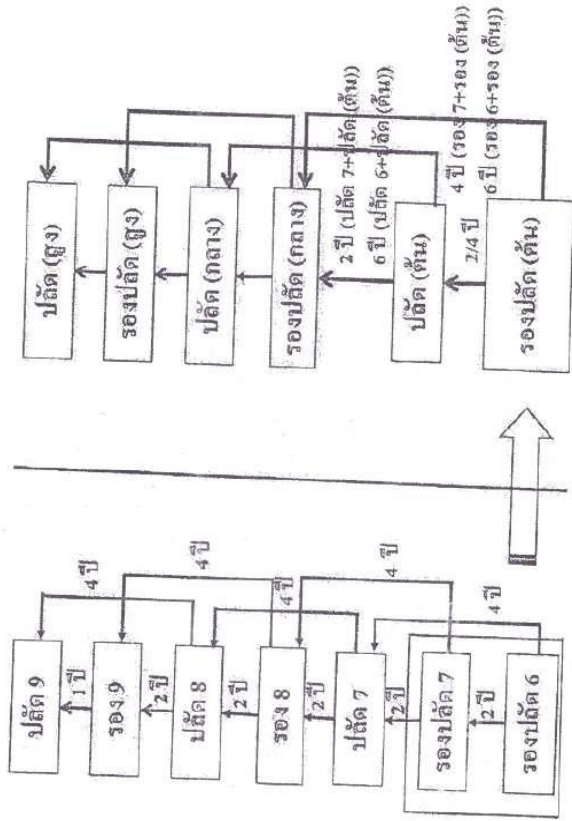 ปลัด 9
1 ปี
4 ปี
รอง 9
2 ปี
4 ปี
ปลัด 8
2 ปี
รอง 8
4 ปี
2 ปี
ปลัด 7
4 ปี
2 ปี
รองปลัด 7
2 ปี
4 ปี
รองปลัด 6
ปลัด (สูง)
รองปลัด (สูง)
ปลัด (กลาง)
รองปลัด (กลาง)
2 ปี (ปลัด 7+ปลัด (ต้น))
6 ปี (ปลัด 6+ปลัด (ต้น))
ปลัด (ต้น)
2/4 ปี
4 ปี (รอง 7+รอง (ต้น))
6 ปี (รอง 6+รอง (ต้น))
รองปลัด (ต้น)